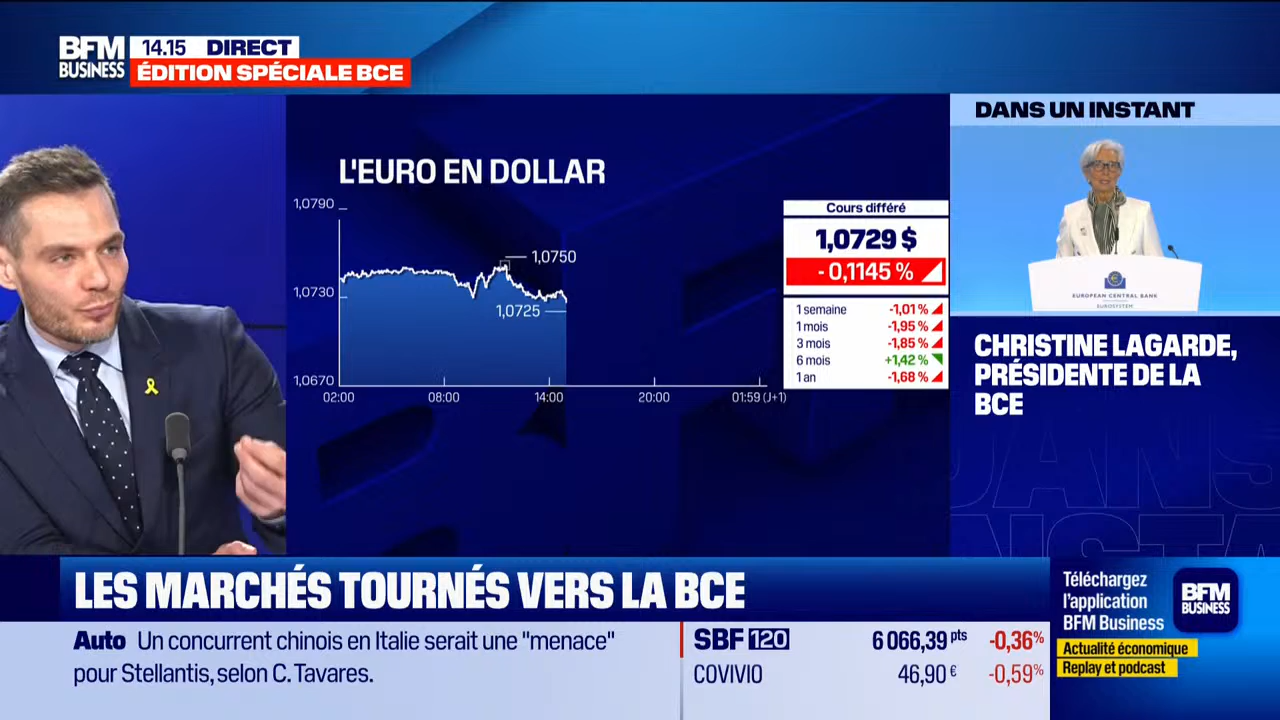 BFM
BUSINESS
14.15 DIRECT
ÉDITION SPÉCIALE BCE
L'EURO EN DOLLAR
1,0790
1,0730
1,0670
1,0750
1,0725
02:00 08:00 14:00 20:00 01:59 (J+1)
Cours différé
1,0729 $
- 0,1145 %
1 semaine -1,01 %
1 mois -1,95 %
3 mois -1,85 %
6 mois +1,42 %
1 an -1,68 %
DANS UN INSTANT
EUROPEAN CENTRAL BANK
EUROSYSTEM
CHRISTINE LAGARDE,
PRÉSIDENTE DE LA
BCE
LES MARCHÉS TOURNÉS VERS LA BCE
Auto Un concurrent chinois en Italie serait une "menace"
pour Stellantis, selon C. Tavares.
SBF 120 6 066,39 pts -0,36%
COVIVIO 46,90 € -0,59%
Téléchargez
l'application
BFM Business
BFM
BUSINESS
Actualité économique
Replay et podcast